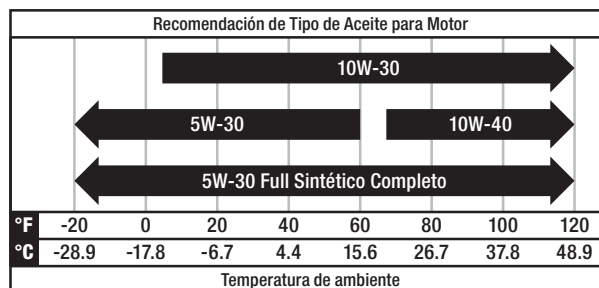 Recomendación de Tipo de Aceite para Motor
10W-30
5W-30 10W-40
5W-30 Full Sintético Completo
°F -20 0 20 40 60 80 100 120
°C -28.9 -17.8 -6.7 4.4 15.6 26.7 37.8 48.9
Temperatura de ambiente